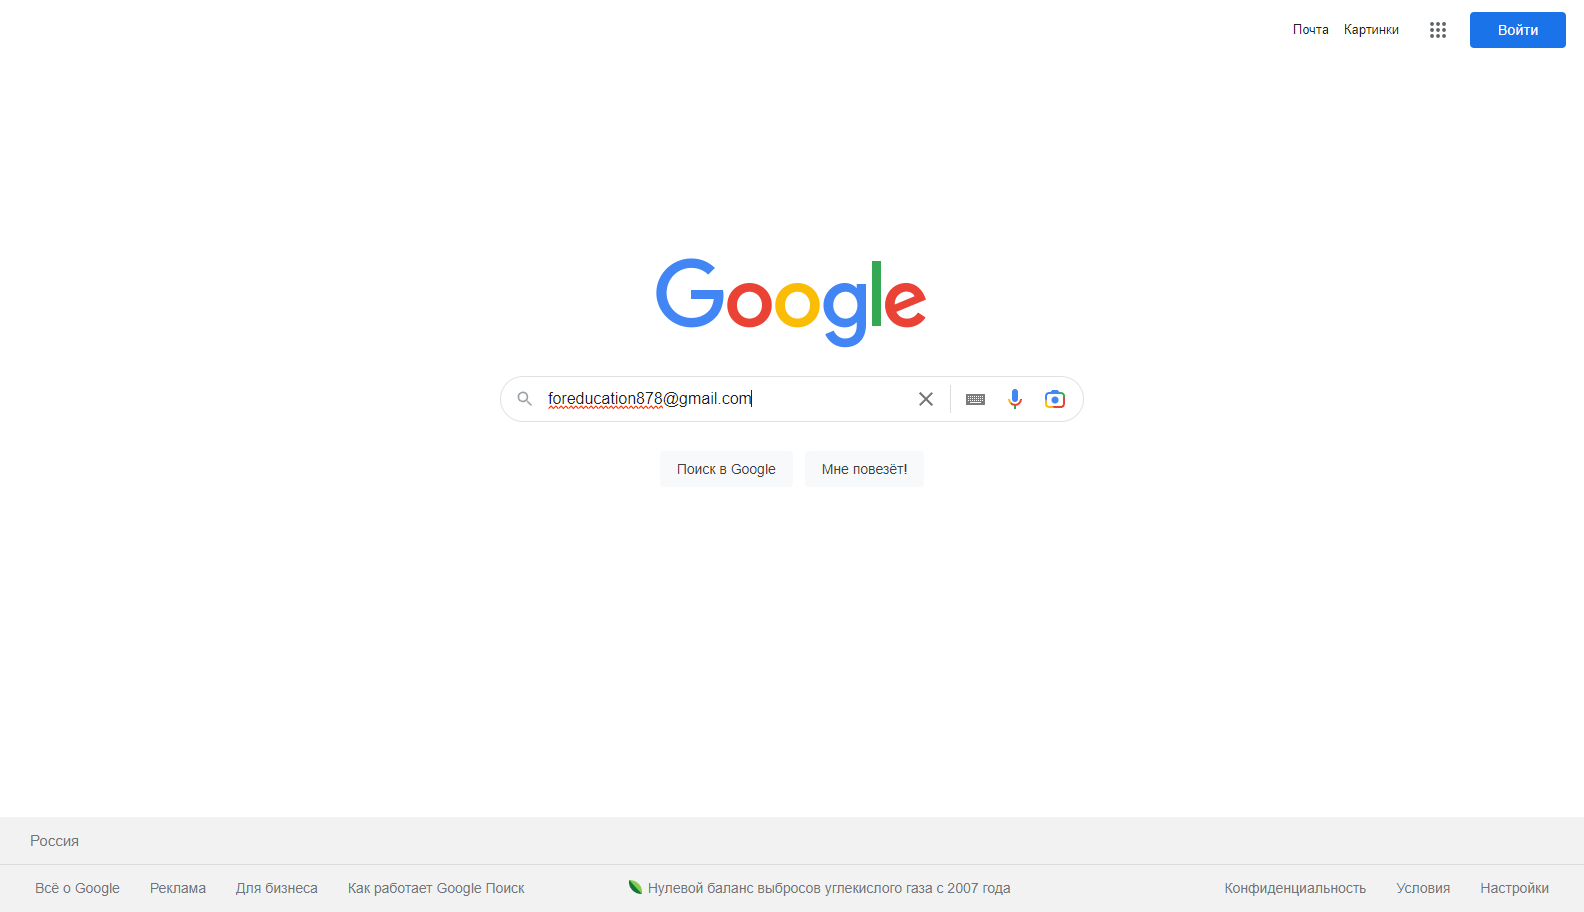 Почта Картинки Войти
Google
foreducation878@gmail.com
Поиск в Google Мне повезёт!
Россия
Всё о Google Реклама Для бизнеса Как работает Google Поиск Нулевой баланс выбросов углекислого газа с 2007 года Конфиденциальность Условия Настройки